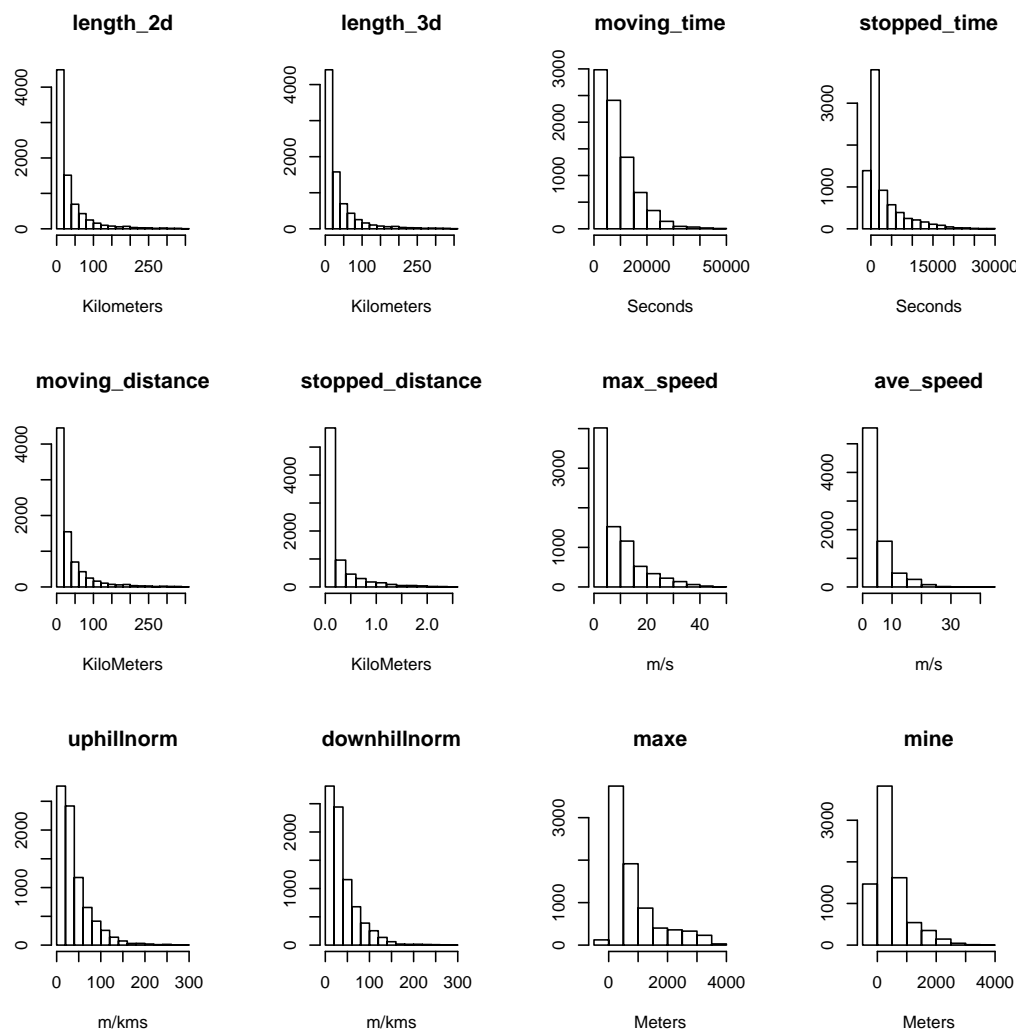 length_2d
0 2000 4000
0 100 250
Kilometers
length_3d
0 2000 4000
0 100 250
Kilometers
moving_time
0 1000 2000 3000
0 20000 50000
Seconds
stopped_time
0 1000 3000
0 15000 30000
Seconds
moving_distance
0 2000 4000
0 100 250
KiloMeters
stopped_distance
0 2000 4000
0.0 1.0 2.0
KiloMeters
max_speed
0 1000 3000
0 20 40
m/s
ave_speed
0 2000 4000
0 10 30
m/s
uphillnorm
0 1000 2000
0 100 200 300
m/kms
downhillnorm
0 1000 2000
0 100 200 300
m/kms
maxe
0 1000 3000
0 2000 4000
Meters
mine
0 1000 3000
0 2000 4000
Meters